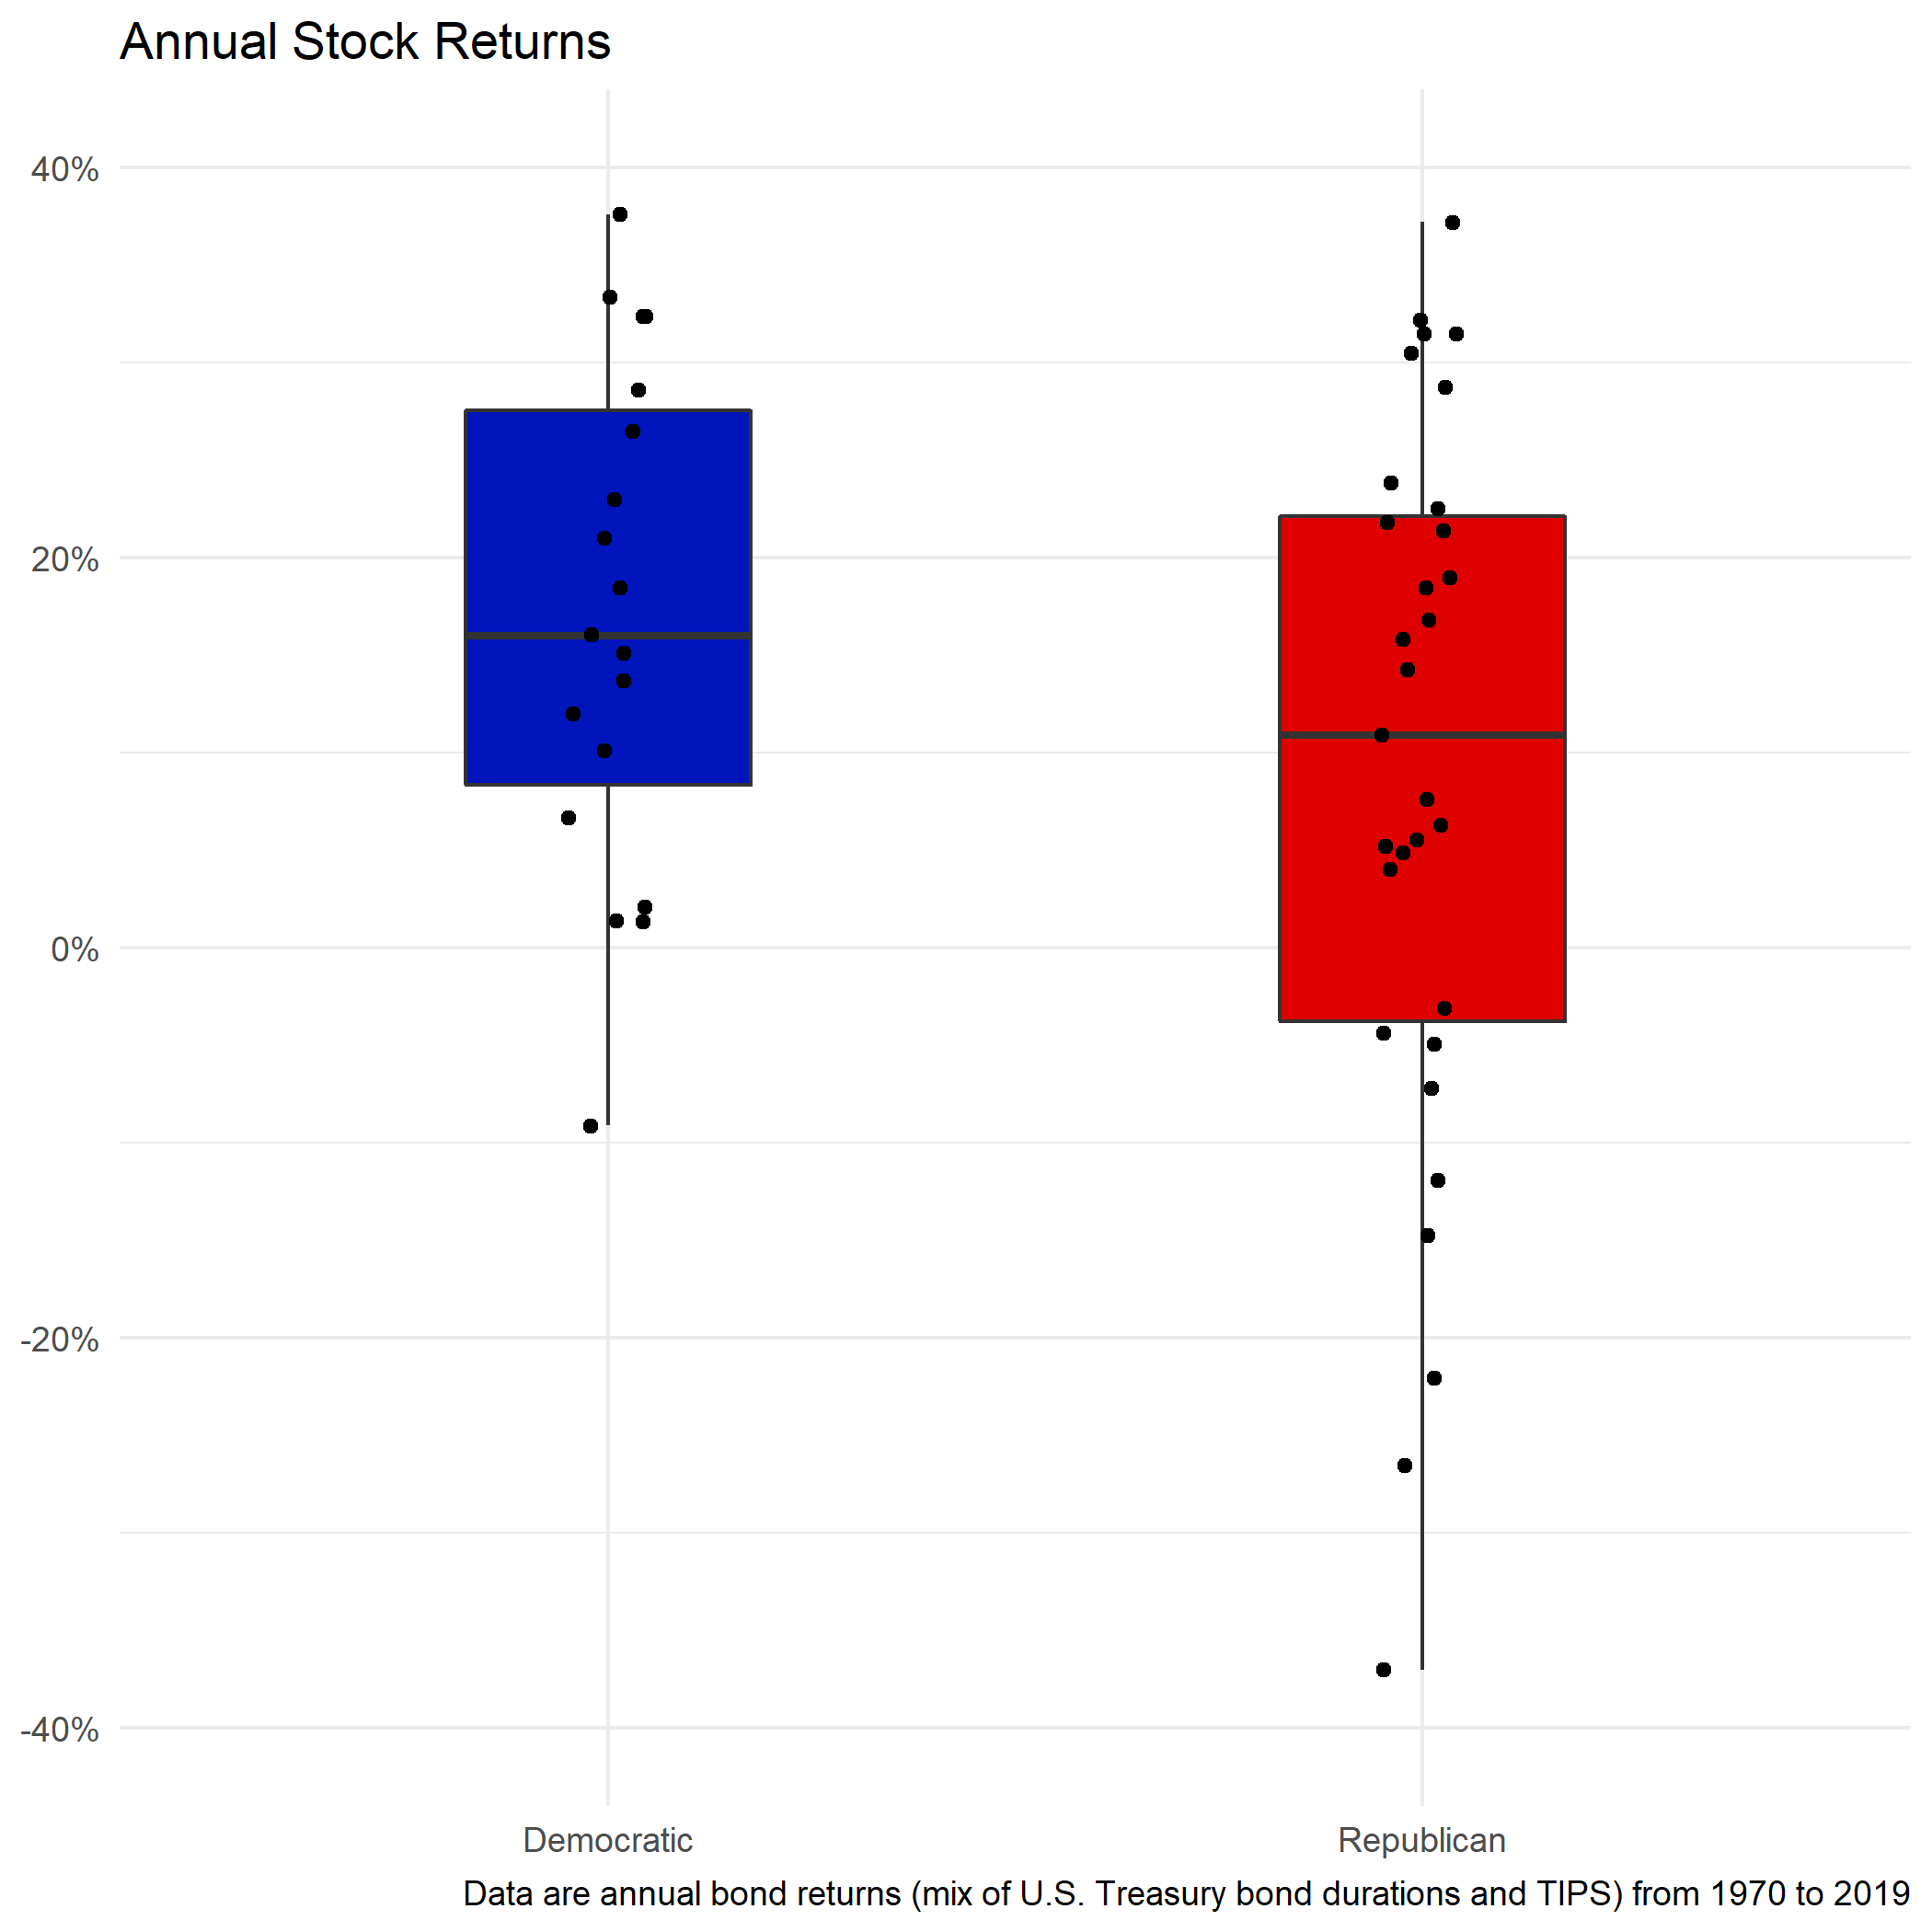 Annual Stock Returns
40%
20%
0%
-20%
-40%
Democratic
Republican
Data are annual bond returns (mix of U.S. Treasury bond durations and TIPS) from 1970 to 2019